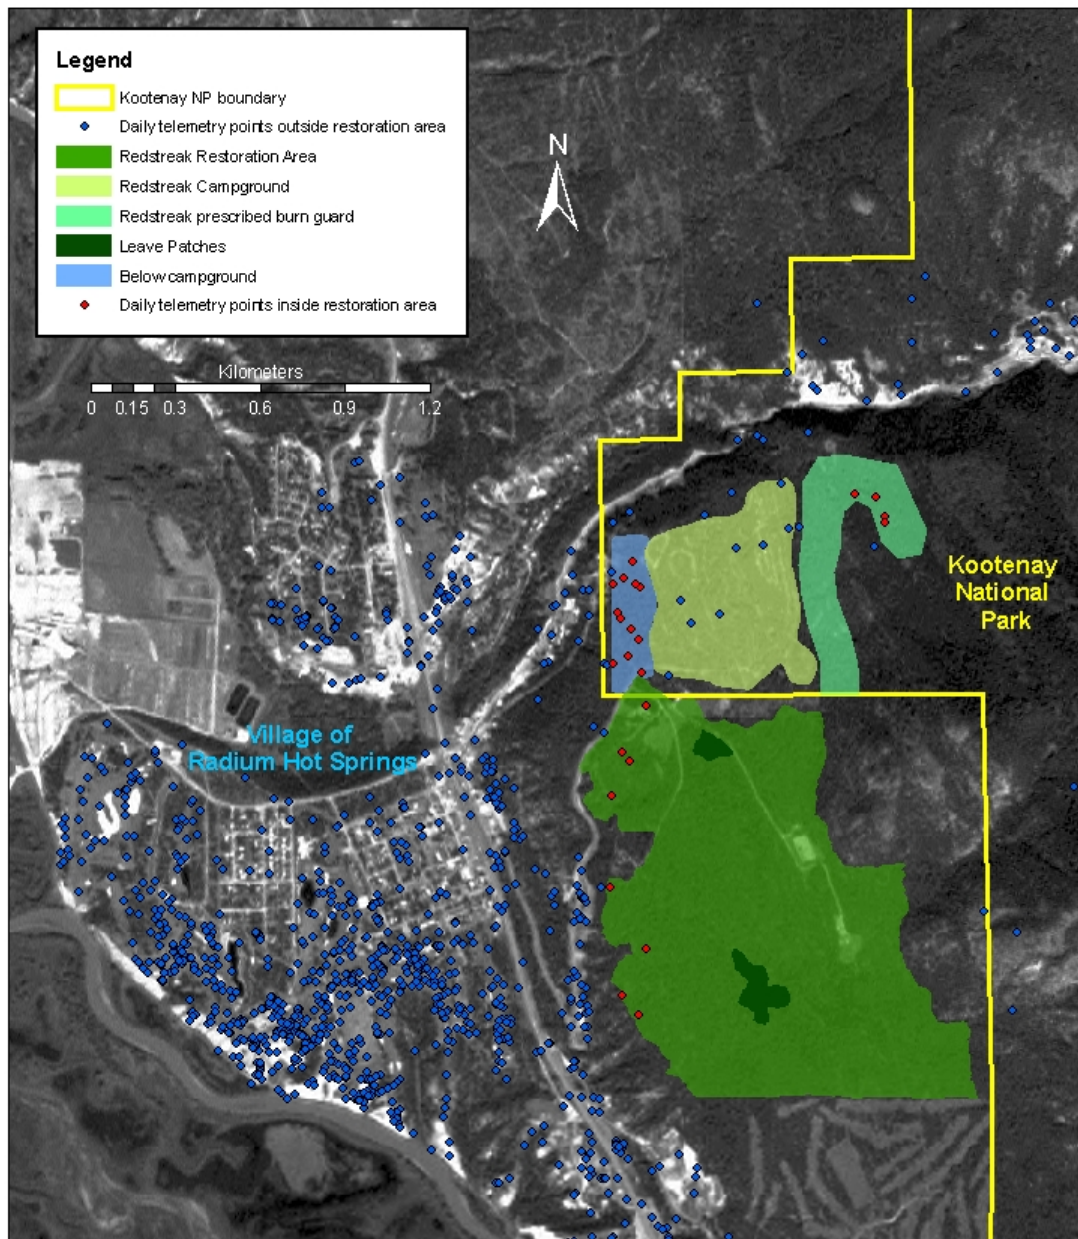 Legend
Kootenay NP boundary
Daily telemetry points outside restoration area
Redstreak Restoration Area
Redstreak Campground
Redstreak prescribed burn guard
Leave Patches
Below campground
Daily telemetry points inside restoration area
N
Kilometers
0 0.15 0.3 0.6 0.9 1.2
Kootenay
National
Park
Village of
Radium Hot Springs